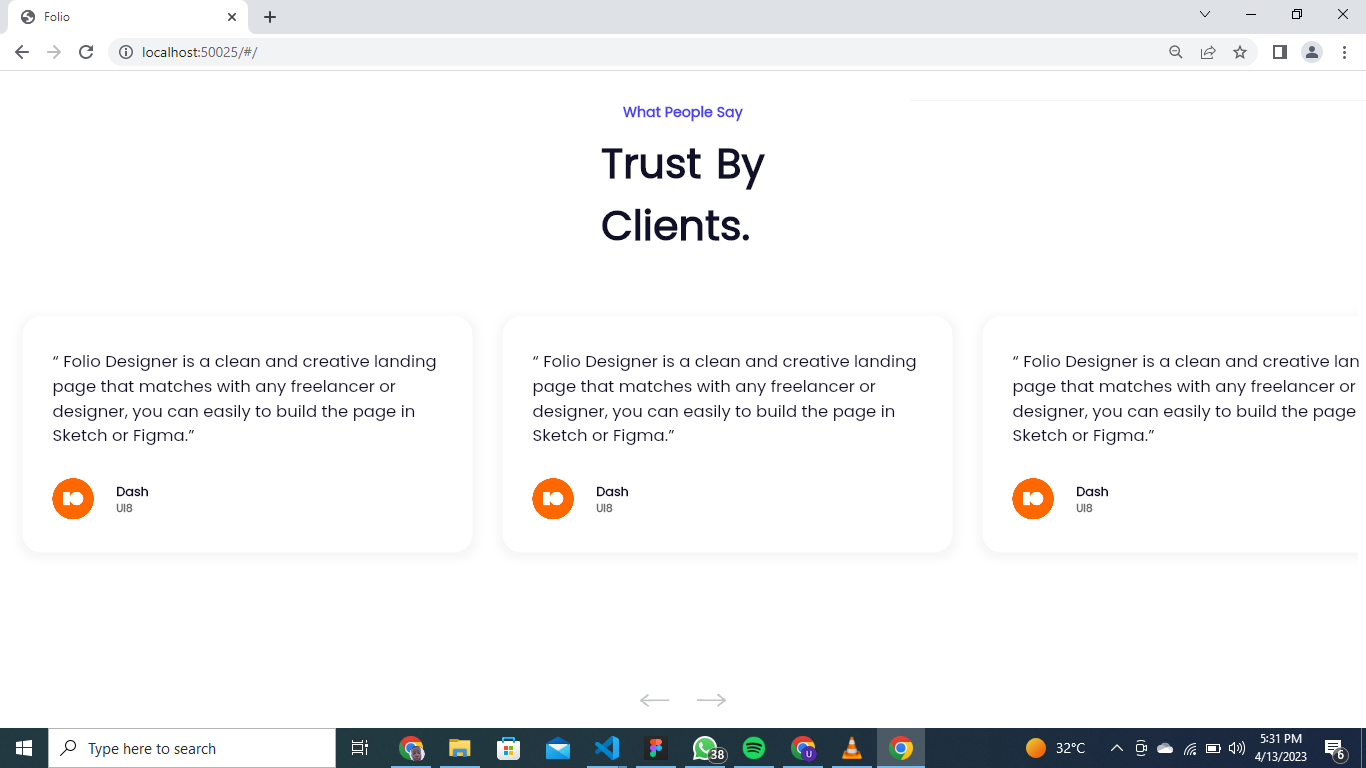 Folio
localhost:50025/#/
What People Say
Trust By
Clients.
“ Folio Designer is a clean and creative landing
page that matches with any freelancer or
designer, you can easily to build the page in
Sketch or Figma.”
Dash
UI8
“ Folio Designer is a clean and creative landing
page that matches with any freelancer or
designer, you can easily to build the page in
Sketch or Figma.”
Dash
UI8
“ Folio Designer is a clean and creative lan
page that matches with any freelancer or
designer, you can easily to build the page
Sketch or Figma.”
Dash
UI8
Type here to search
38
U
32°C
5:31 PM
4/13/2023
6